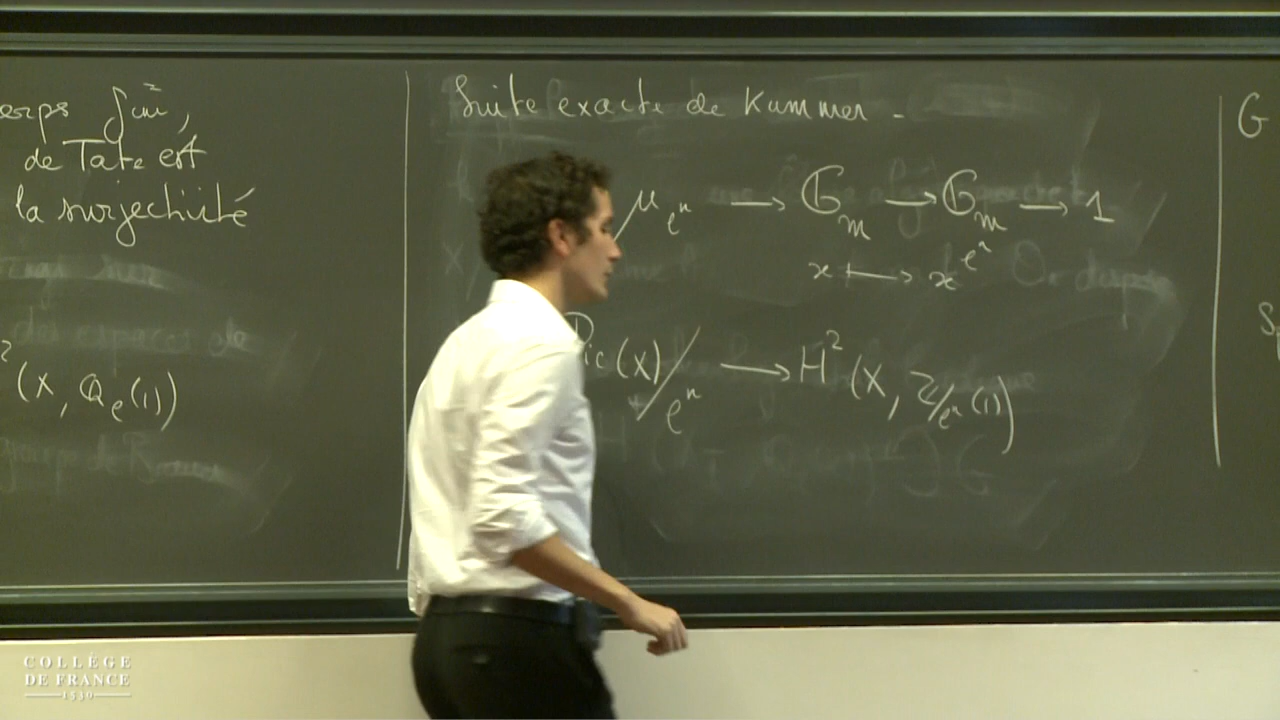 corps fini,
de Tate est
la surjectivité
² (X, Q_ℓ(1))
Suite exacte de Kummer -
μ_{ℓ^n} → 𝔾_m → 𝔾_m → 1
x ↦ x^{ℓ^n}
Pic(X)/ℓ^n → H²(X, Z/ℓ^n(1))
G
COLLÈGE
DE FRANCE
1530